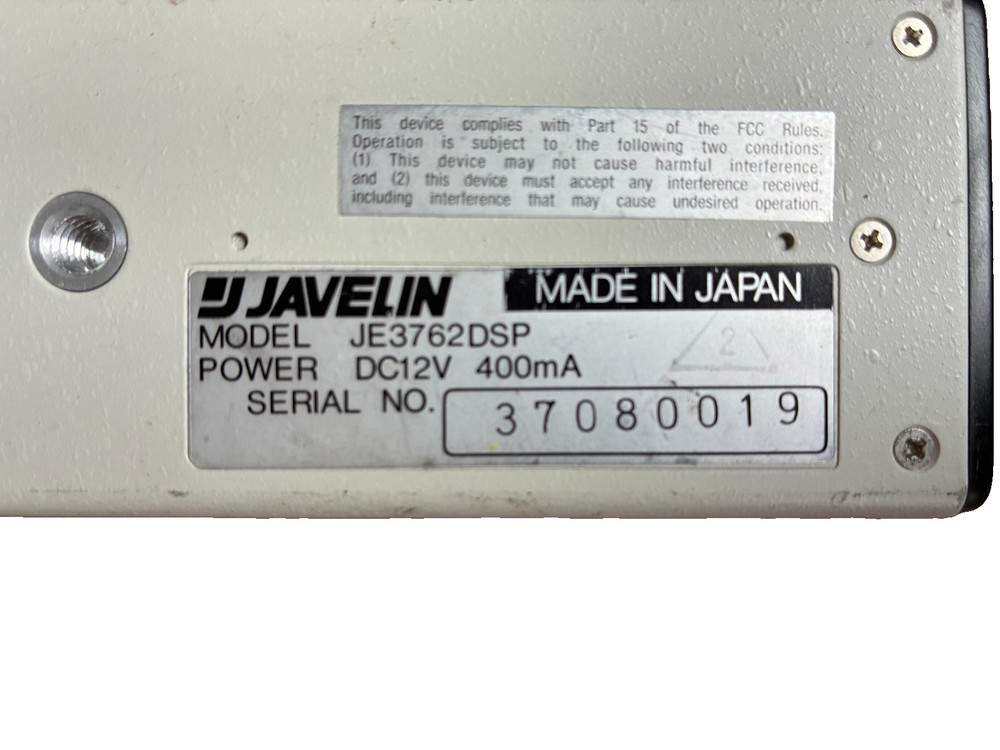 This device complies with Part 15 of the FCC Rules.
Operation is subject to the following two conditions:
(1) This device may not cause harmful interference,
and (2) this device must accept any interference received,
including interference that may cause undesired operation.
JAVELIN MADE IN JAPAN
MODEL JE3762DSP
2
POWER DC12V 400mA
SERIAL NO. 37080019